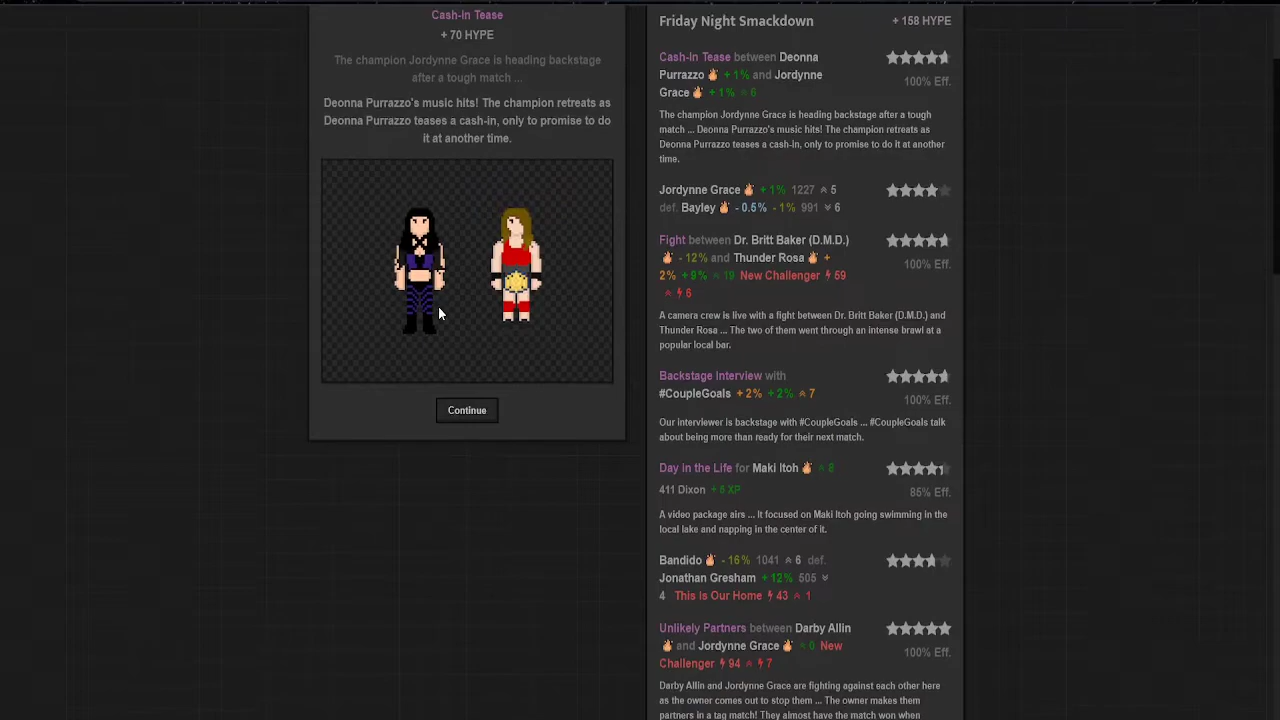 Cash-in Tease
+ 70 HYPE
The champion Jordynne Grace is heading backstage
after a tough match ...
Deonna Purrazzo's music hits! The champion retreats as
Deonna Purrazzo teases a cash-in, only to promise to do
it at another time.
Continue
Friday Night Smackdown + 158 HYPE
Cash-in Tease between Deonna
Purrazzo + 1% and Jordynne
Grace + 1% 6
100% Eff.
The champion Jordynne Grace is heading backstage after a tough
match ... Deonna Purrazzo's music hits! The champion retreats as
Deonna Purrazzo teases a cash-in, only to promise to do it at another
time.
Jordynne Grace + 1% 1227 5
def. Bayley - 0.5% - 1% 991 6
Fight between Dr. Britt Baker (D.M.D.)
- 12% and Thunder Rosa +
2% + 9% 19 New Challenger 59
6
100% Eff.
A camera crew is live with a fight between Dr. Britt Baker (D.M.D.) and
Thunder Rosa ... The two of them went through an intense brawl at a
popular local bar.
Backstage Interview with
#CoupleGoals + 2% + 2% 7
100% Eff.
Our interviewer is backstage with #CoupleGoals ... #CoupleGoals talk
about being more than ready for their next match.
Day in the Life for Maki Itoh 8
411 Dixon + 6 XP
85% Eff.
A video package airs ... It focused on Maki Itoh going swimming in the
local lake and napping in the center of it.
Bandido - 16% 1041 6 def.
Jonathan Gresham + 12% 505
4 This Is Our Home 43 1
Unlikely Partners between Darby Allin
and Jordynne Grace 0 New
Challenger 94 7
100% Eff.
Darby Allin and Jordynne Grace are fighting against each other here
as the owner comes out to stop them ... The owner makes them
partners in a tag match! They almost have the match won when